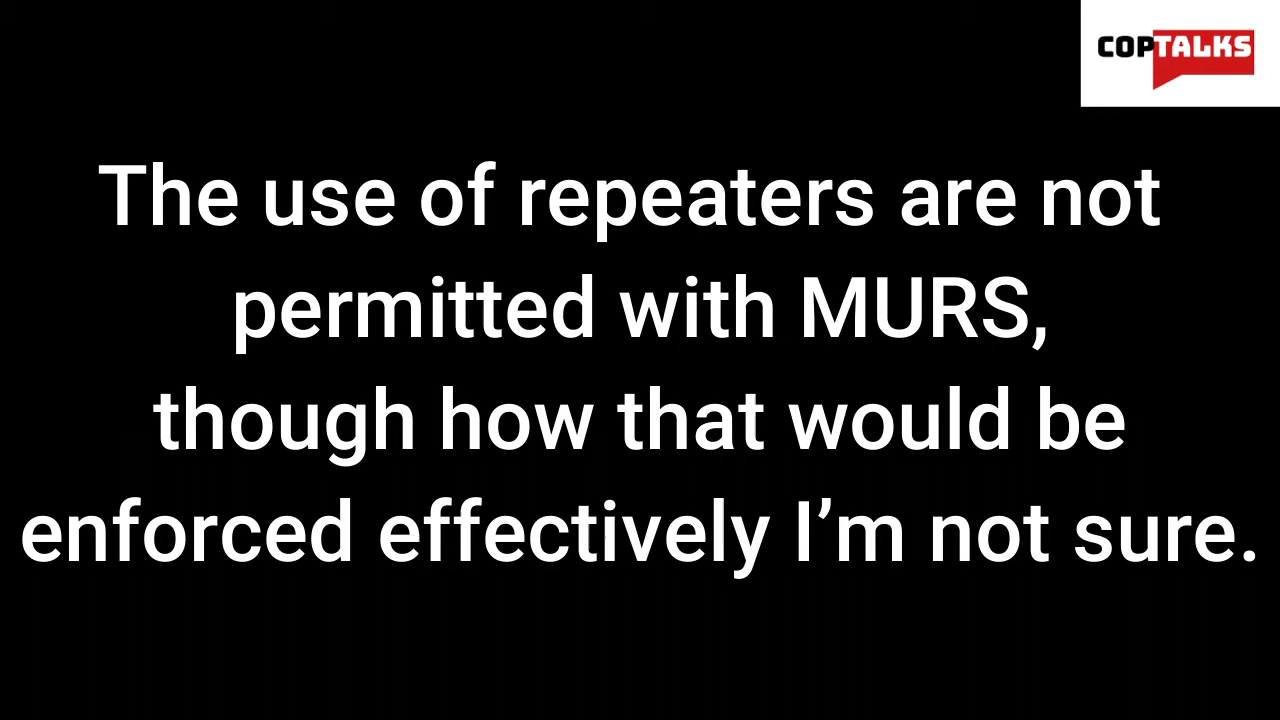 COPTALKS
The use of repeaters are not
permitted with MURS,
though how that would be
enforced effectively I’m not sure.